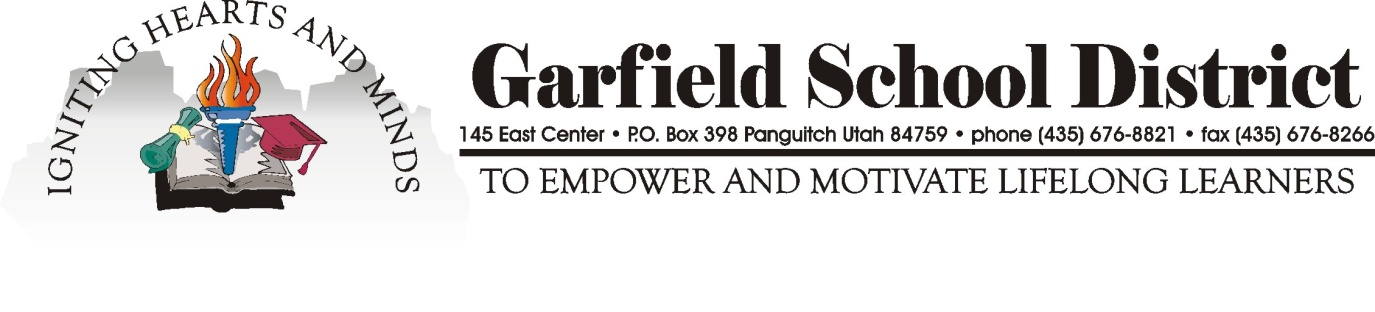 IGNITING HEARTS AND MINDS
Garfield School District
145 East Center • P.O. Box 398 Panguitch Utah 84759 • phone (435) 676-8821 • fax (435) 676-8266
TO EMPOWER AND MOTIVATE LIFELONG LEARNERS